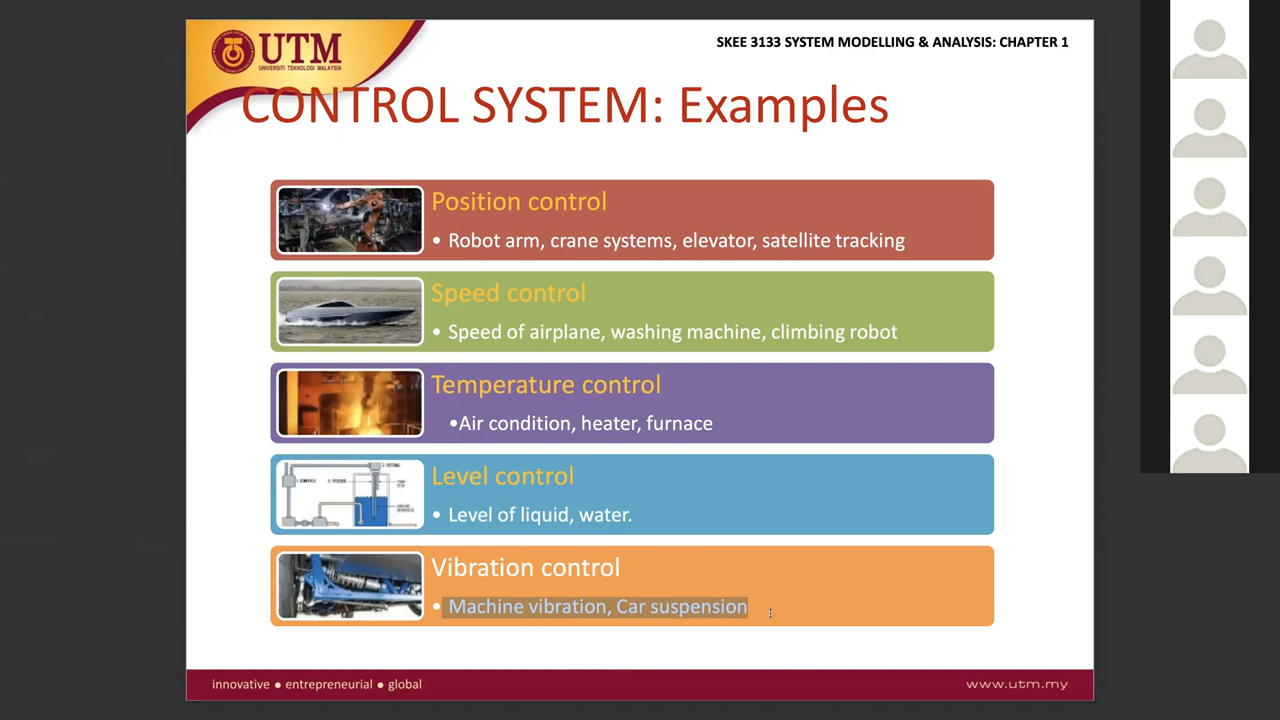 UTM
UNIVERSITI TEKNOLOGI MALAYSIA
SKEE 3133 SYSTEM MODELLING & ANALYSIS: CHAPTER 1
CONTROL SYSTEM: Examples
Position control
• Robot arm, crane systems, elevator, satellite tracking
Speed control
• Speed of airplane, washing machine, climbing robot
Temperature control
•Air condition, heater, furnace
Level control
• Level of liquid, water.
Vibration control
• Machine vibration, Car suspension
innovative ● entrepreneurial ● global
www.utm.my